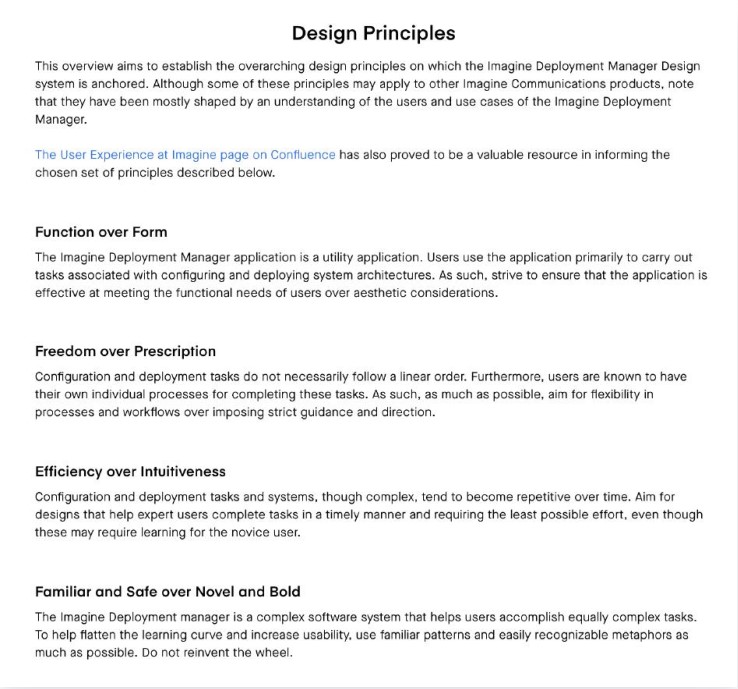 Design Principles
This overview aims to establish the overarching design principles on which the Imagine Deployment Manager Design
system is anchored. Although some of these principles may apply to other Imagine Communications products, note
that they have been mostly shaped by an understanding of the users and use cases of the Imagine Deployment
Manager.
The User Experience at Imagine page on Confluence has also proved to be a valuable resource in informing the
chosen set of principles described below.
Function over Form
The Imagine Deployment Manager application is a utility application. Users use the application primarily to carry out
tasks associated with configuring and deploying system architectures. As such, strive to ensure that the application is
effective at meeting the functional needs of users over aesthetic considerations.
Freedom over Prescription
Configuration and deployment tasks do not necessarily follow a linear order. Furthermore, users are known to have
their own individual processes for completing these tasks. As such, as much as possible, aim for flexibility in
processes and workflows over imposing strict guidance and direction.
Efficiency over Intuitiveness
Configuration and deployment tasks and systems, though complex, tend to become repetitive over time. Aim for
designs that help expert users complete tasks in a timely manner and requiring the least possible effort, even though
these may require learning for the novice user.
Familiar and Safe over Novel and Bold
The Imagine Deployment manager is a complex software system that helps users accomplish equally complex tasks.
To help flatten the learning curve and increase usability, use familiar patterns and easily recognizable metaphors as
much as possible. Do not reinvent the wheel.